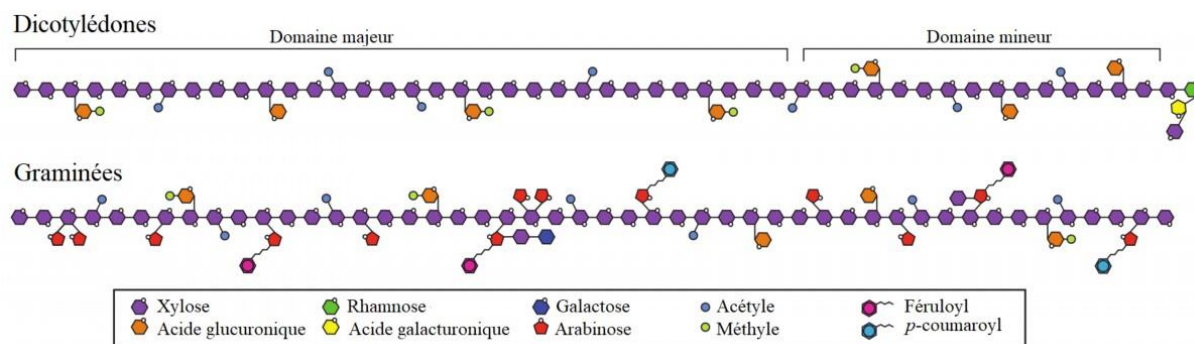 Dicotylédones
Domaine majeur Domaine mineur
Graminées
Xylose Rhamnose Galactose Acétyle Féruloyl
Acide glucuronique Acide galacturonique Arabinose Méthyle p-coumaroyl